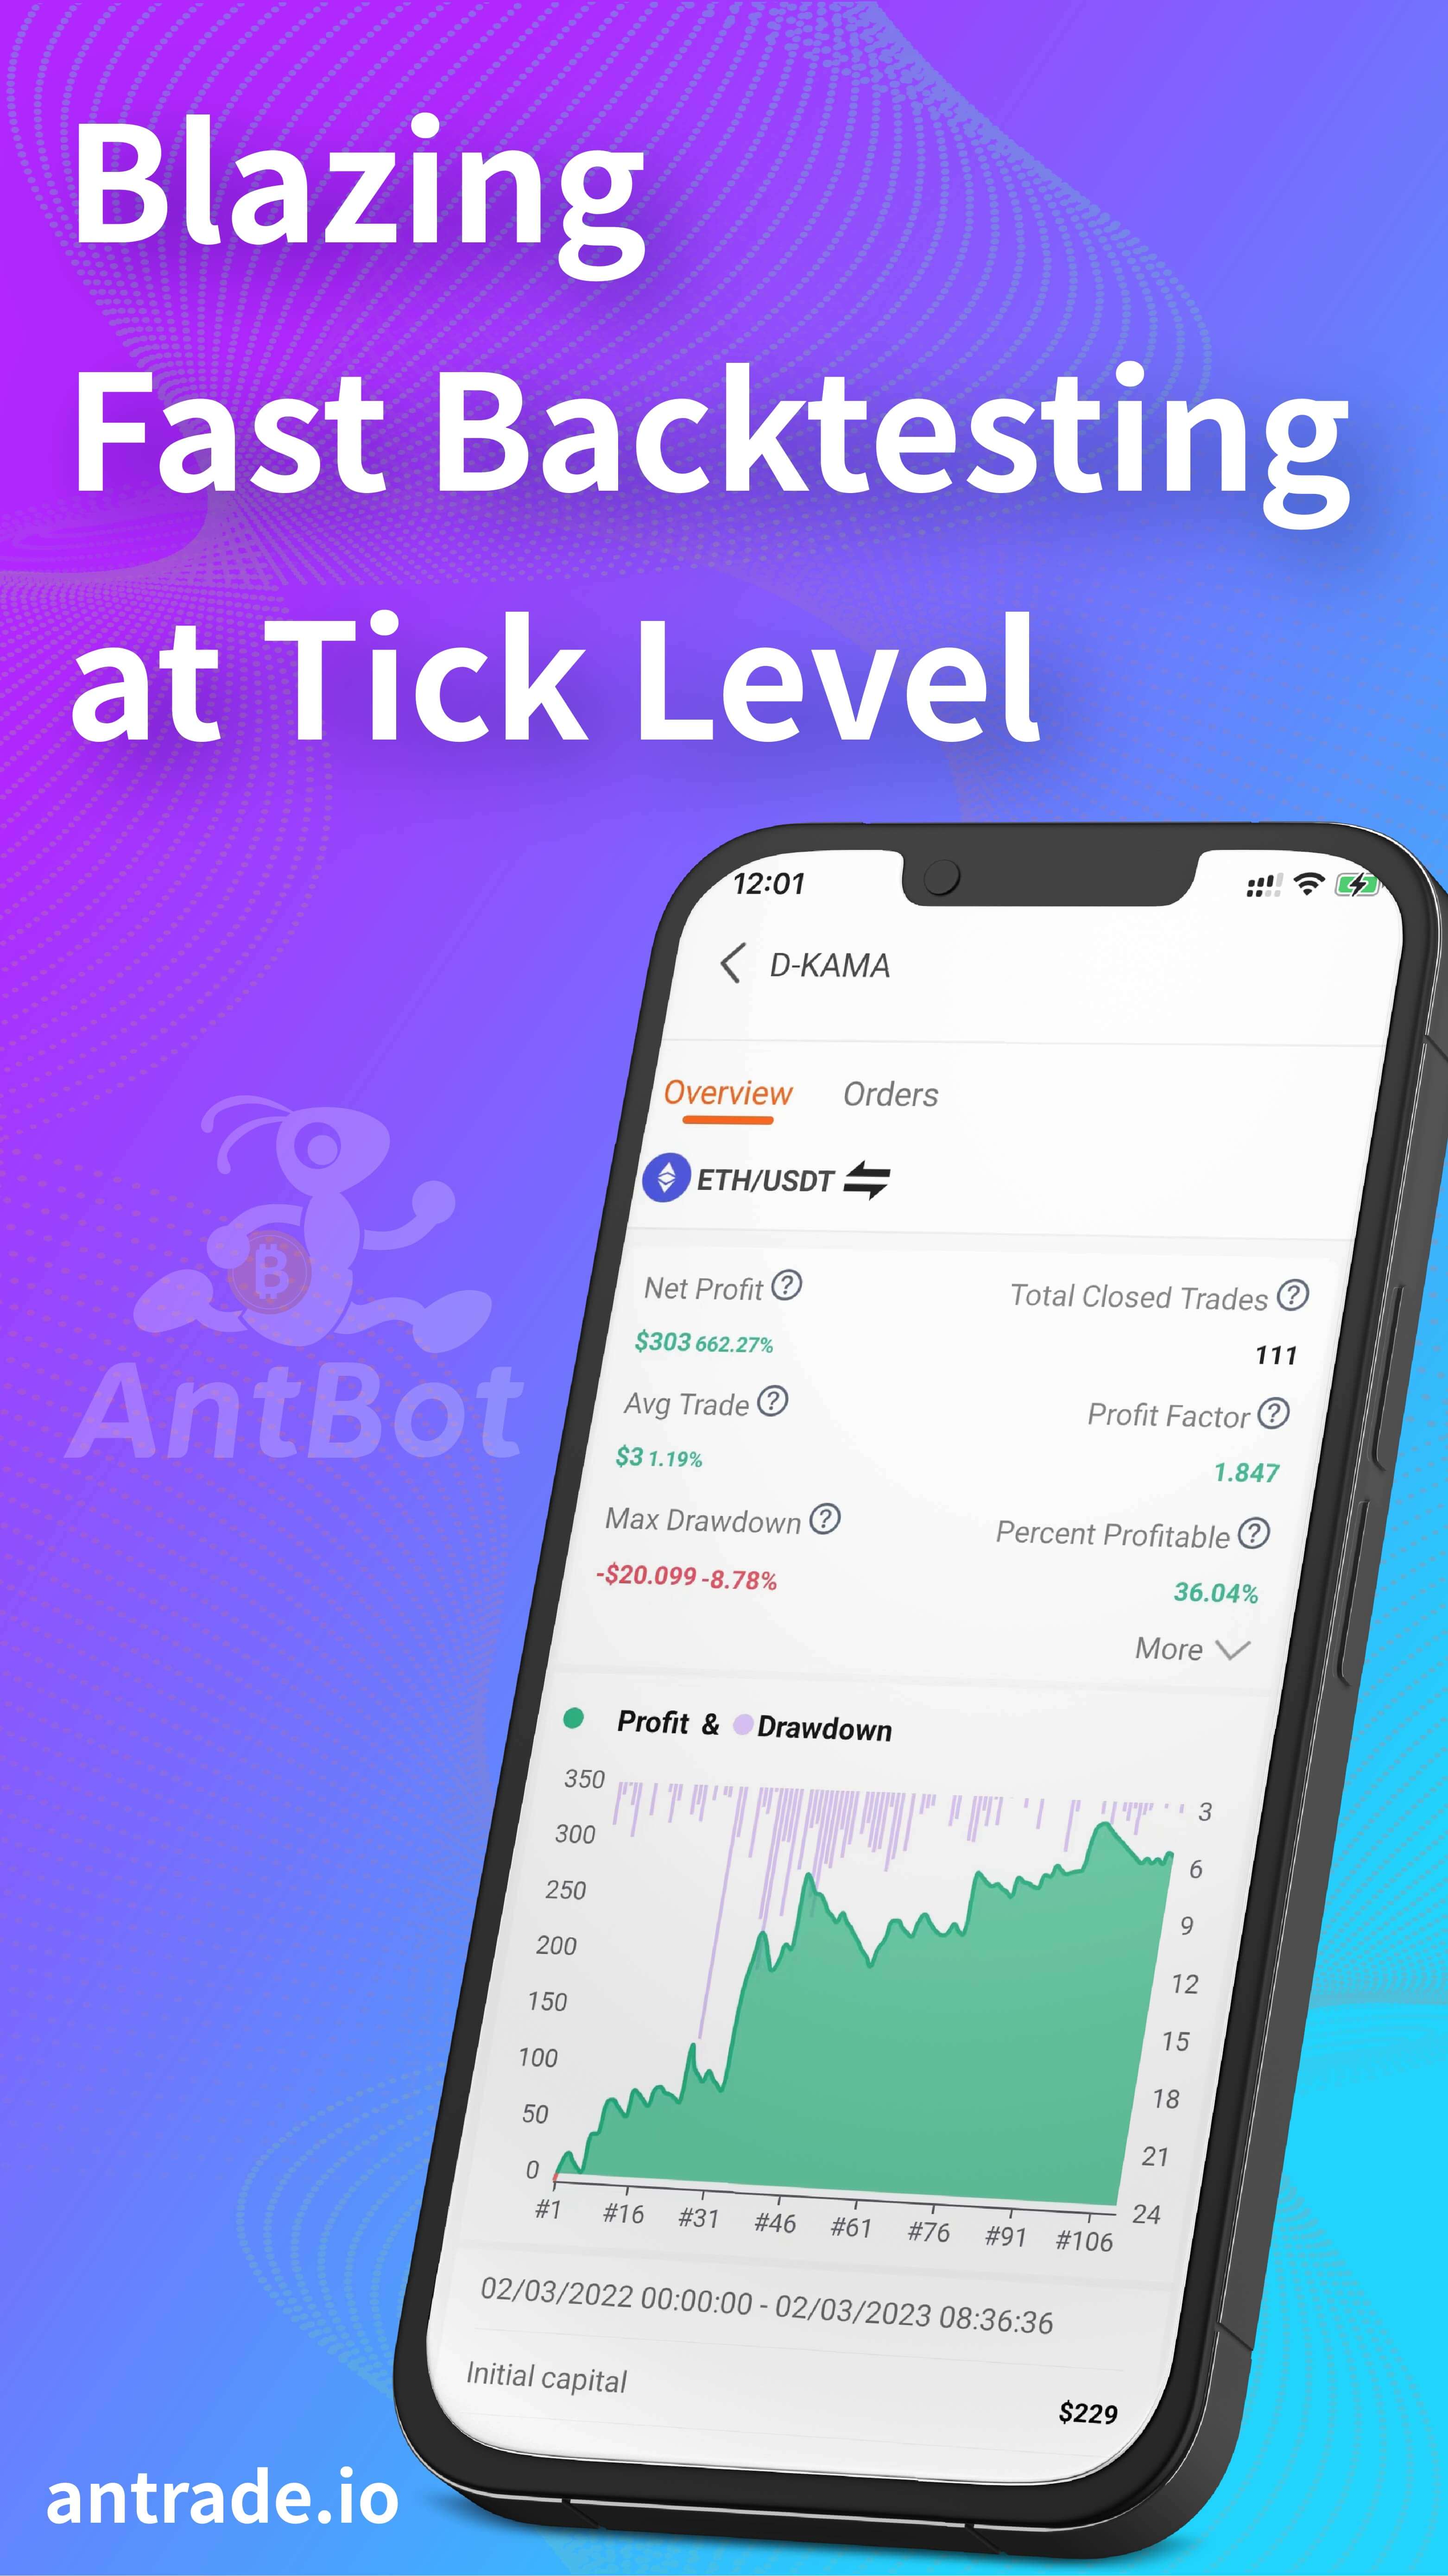 Blazing
Fast Backtesting
at Tick Level
12:01
D-KAMA
Overview Orders
ETH/USDT
Net Profit ? Total Closed Trades ?
$303 662.27% 111
Avg Trade ? Profit Factor ?
$3 1.19% 1.847
Max Drawdown ? Percent Profitable ?
-$20.099 -8.78% 36.04%
More
Profit & Drawdown
350 3
300 6
250 9
200 12
150 15
100 18
50 21
0 24
#1 #16 #31 #46 #61 #76 #91 #106
02/03/2022 00:00:00 - 02/03/2023 08:36:36
Initial capital $229
B
AntBot
antrade.io